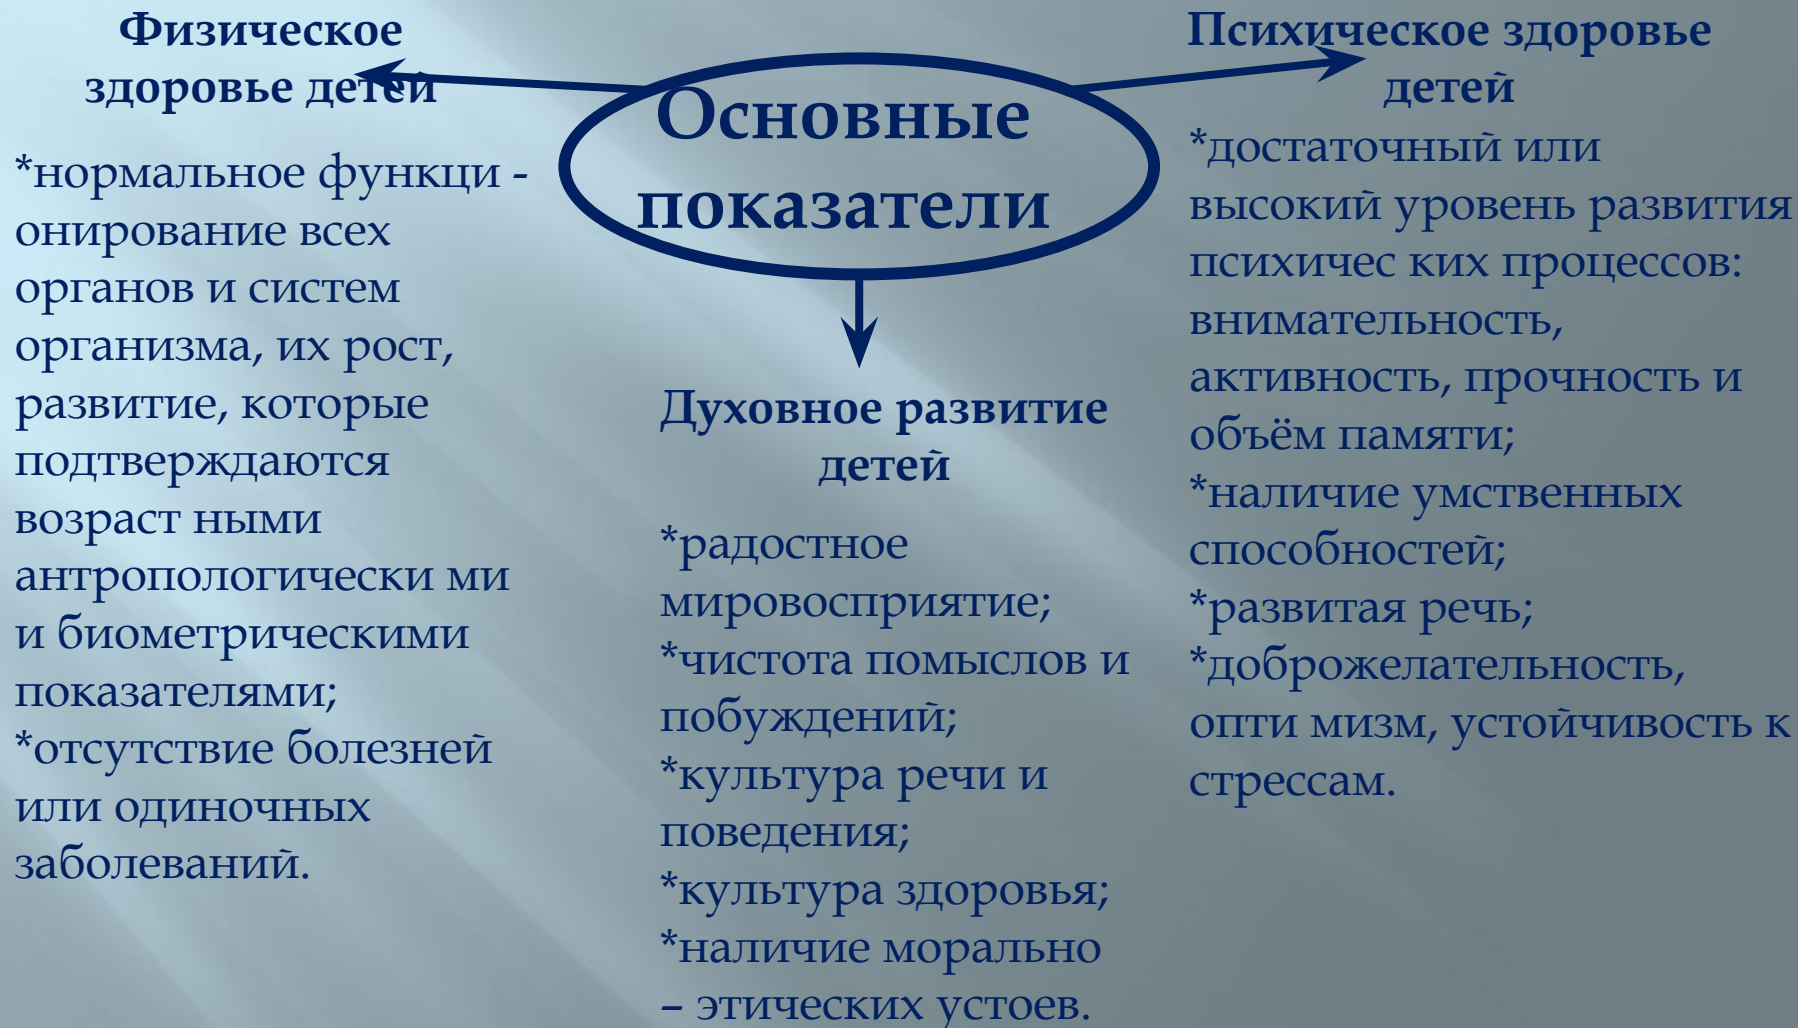 Физическое
здоровье детей
*нормальное функци -
онирование всех
органов и систем
организма, их рост,
развитие, которые
подтверждаются
возраст ными
антропологически ми
и биометрическими
показателями;
*отсутствие болезней
или одиночных
заболеваний.
Основные
показатели
Духовное развитие
детей
*радостное
мировосприятие;
*чистота помыслов и
побуждений;
*культура речи и
поведения;
*культура здоровья;
*наличие морально
– этических устоев.
Психическое здоровье
детей
*достаточный или
высокий уровень развития
психичес ких процессов:
внимательность,
активность, прочность и
объём памяти;
*наличие умственных
способностей;
*развитая речь;
*доброжелательность,
опти мизм, устойчивость к
стрессам.